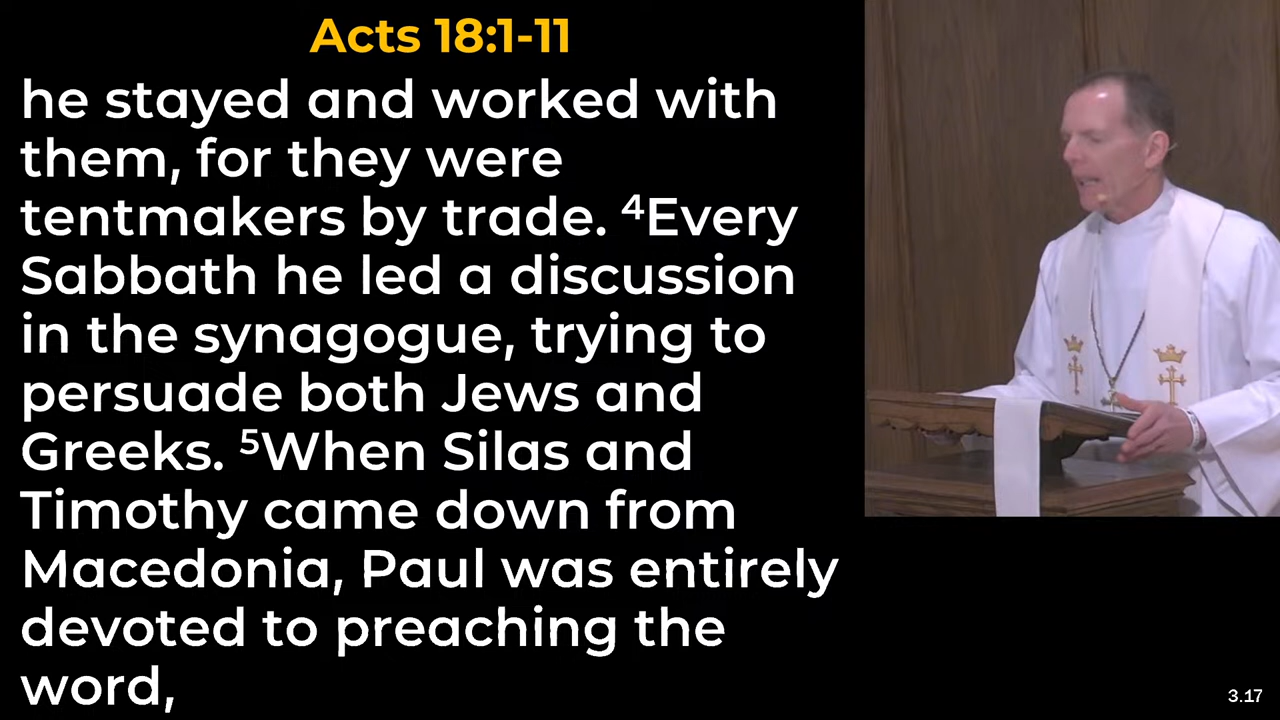 Acts 18:1-11
he stayed and worked with
them, for they were
tentmakers by trade. ⁴Every
Sabbath he led a discussion
in the synagogue, trying to
persuade both Jews and
Greeks. ⁵When Silas and
Timothy came down from
Macedonia, Paul was entirely
devoted to preaching the
word,
3.17